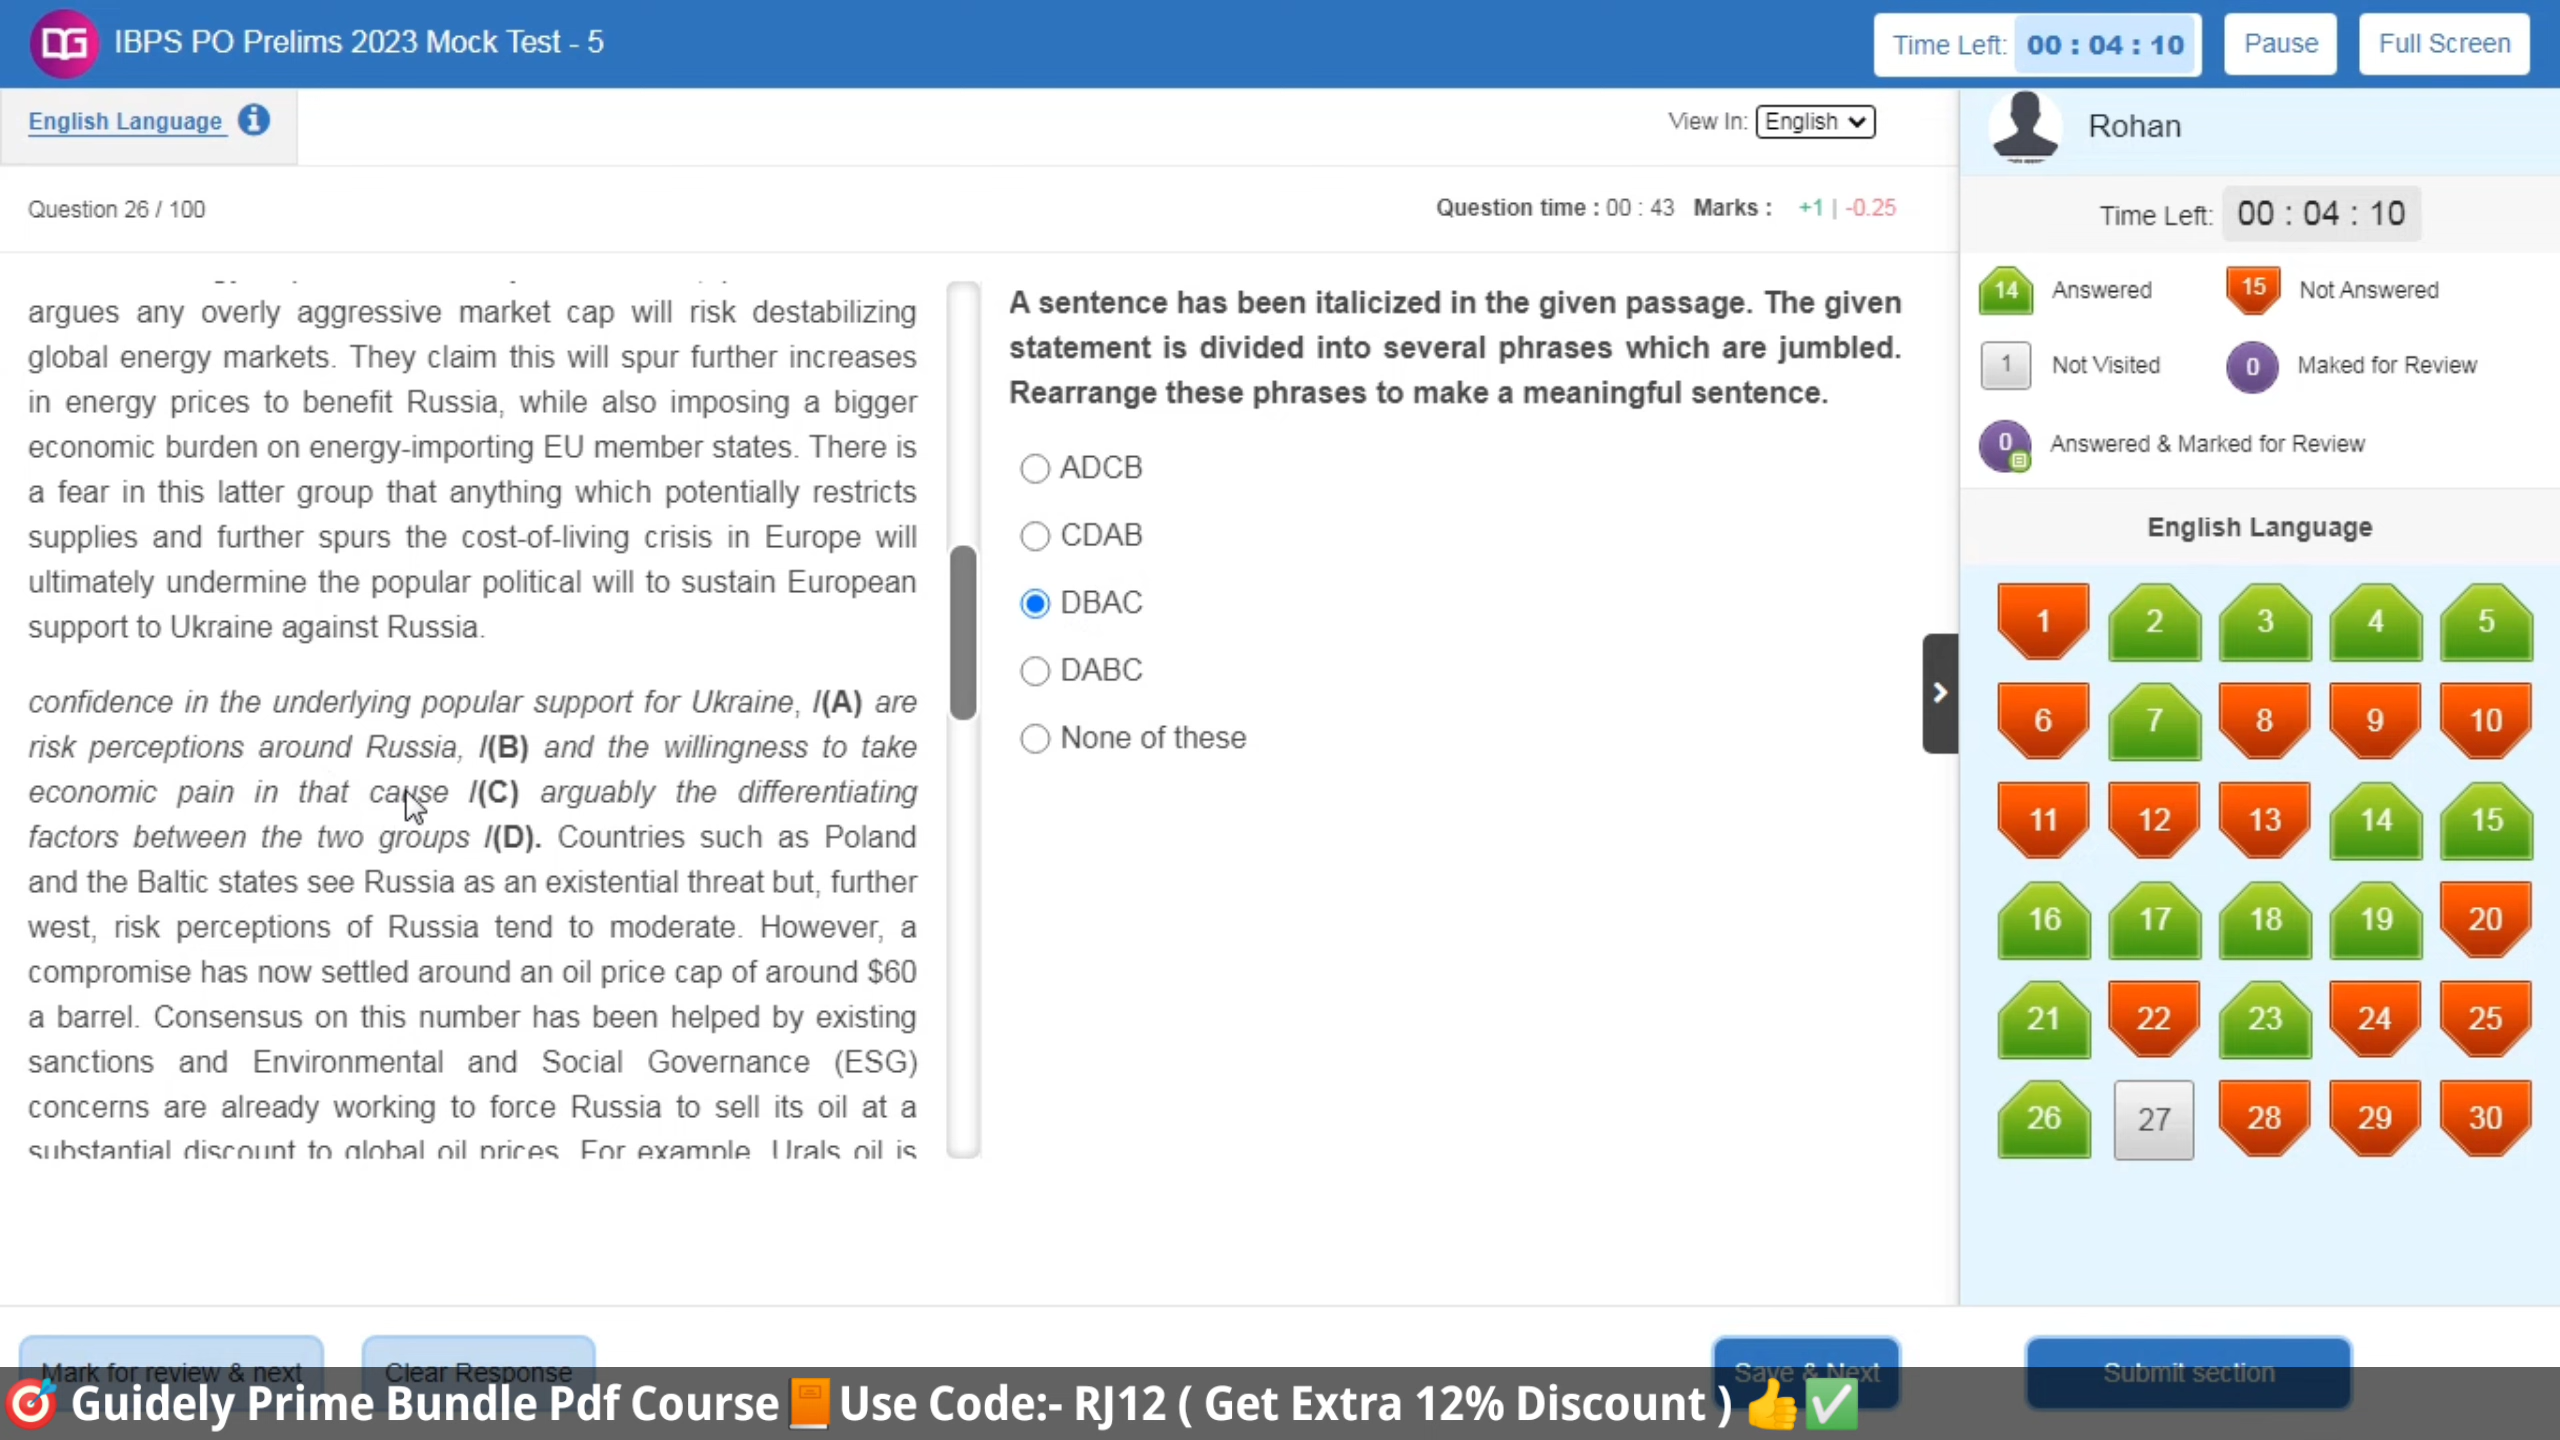 IBPS PO Prelims 2023 Mock Test - 5
Time Left: 00 : 04 : 10
Pause
Full Screen
English Language
View In: English
Rohan
Question 26 / 100
Question time : 00 : 43 Marks : +1 | -0.25
Time Left: 00 : 04 : 10
14 Answered
15 Not Answered
1 Not Visited
0 Maked for Review
0 Answered & Marked for Review
argues any overly aggressive market cap will risk destabilizing
global energy markets. They claim this will spur further increases
in energy prices to benefit Russia, while also imposing a bigger
economic burden on energy-importing EU member states. There is
a fear in this latter group that anything which potentially restricts
supplies and further spurs the cost-of-living crisis in Europe will
ultimately undermine the popular political will to sustain European
support to Ukraine against Russia.
confidence in the underlying popular support for Ukraine, /(A) are
risk perceptions around Russia, /(B) and the willingness to take
economic pain in that cause /(C) arguably the differentiating
factors between the two groups /(D). Countries such as Poland
and the Baltic states see Russia as an existential threat but, further
west, risk perceptions of Russia tend to moderate. However, a
compromise has now settled around an oil price cap of around $60
a barrel. Consensus on this number has been helped by existing
sanctions and Environmental and Social Governance (ESG)
concerns are already working to force Russia to sell its oil at a
substantial discount to global oil prices. For example, Urals oil is
A sentence has been italicized in the given passage. The given
statement is divided into several phrases which are jumbled.
Rearrange these phrases to make a meaningful sentence.
ADCB
CDAB
DBAC
DABC
None of these
English Language
1 2 3 4 5
6 7 8 9 10
11 12 13 14 15
16 17 18 19 20
21 22 23 24 25
26 27 28 29 30
Mark for review & next
Clear Response
Save & Next
Submit section
Guidely Prime Bundle Pdf Course Use Code:- RJ12 ( Get Extra 12% Discount )